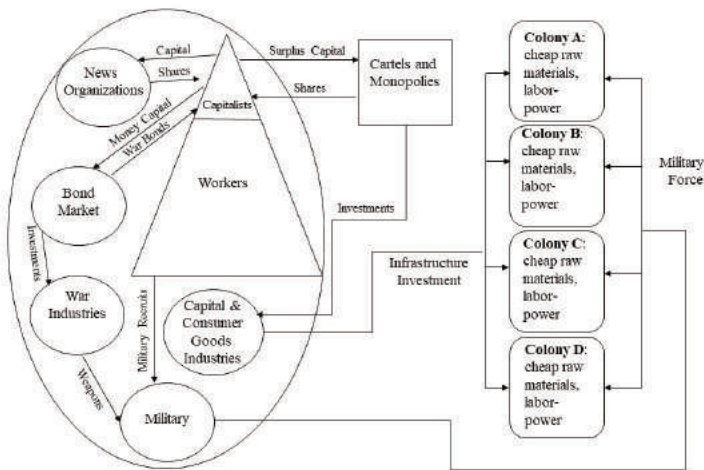 Capital
Shares
News
Organizations
Surplus Capital
Cartels and
Monopolies
Shares
Capitalists
Money Capital
War Bonds
Workers
Bond
Market
Investments
War
Industries
Weapons
Military Recruits
Military
Capital &
Consumer
Goods
Industries
Investments
Infrastructure
Investment
Colony A:
cheap raw
materials,
labor-
power
Colony B:
cheap raw
materials,
labor-
power
Colony C:
cheap raw
materials,
labor-
power
Colony D:
cheap raw
materials,
labor-
power
Military
Force